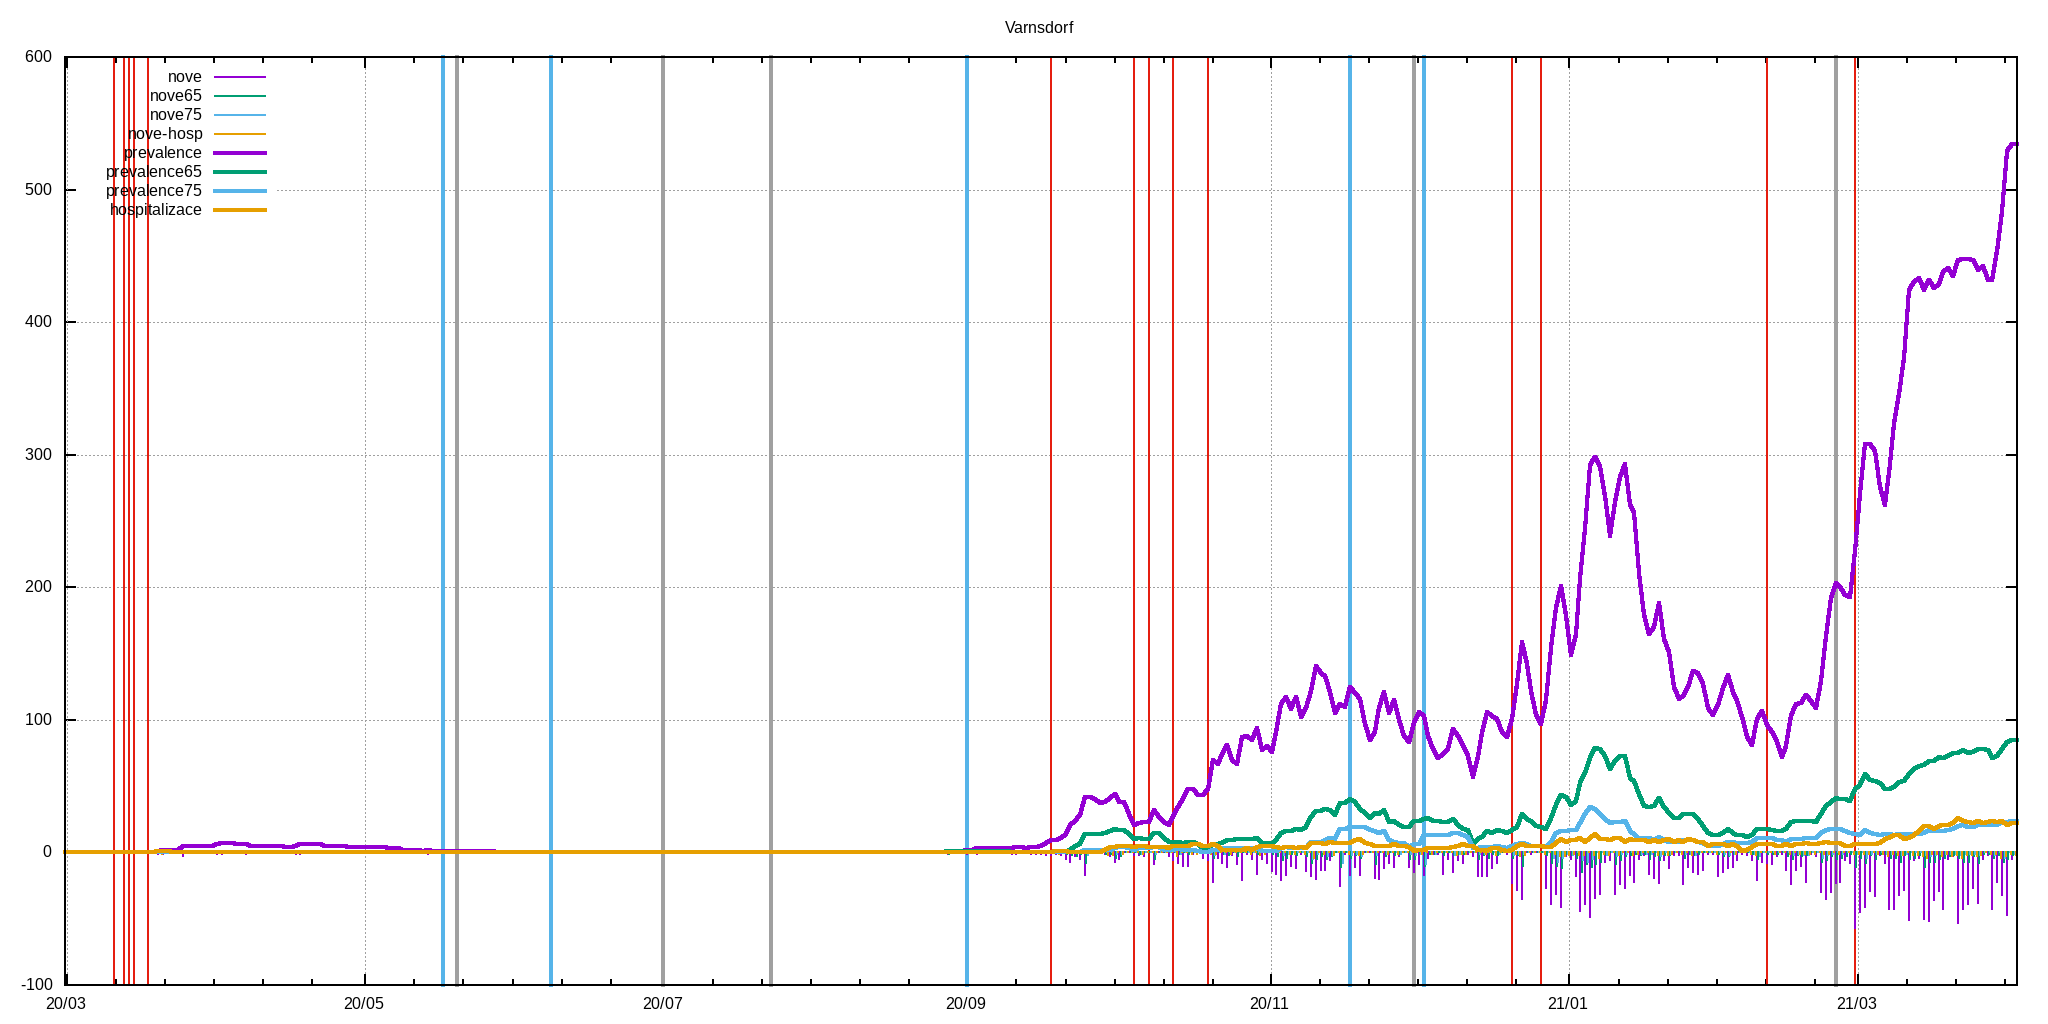 Varnsdorf
600
nove
nove65
nove75
nove-hosp
prevalence
prevalence65
prevalence75
hospitalizace
500
400
300
200
100
0
-100
20/03 20/05 20/07 20/09 20/11 21/01 21/03